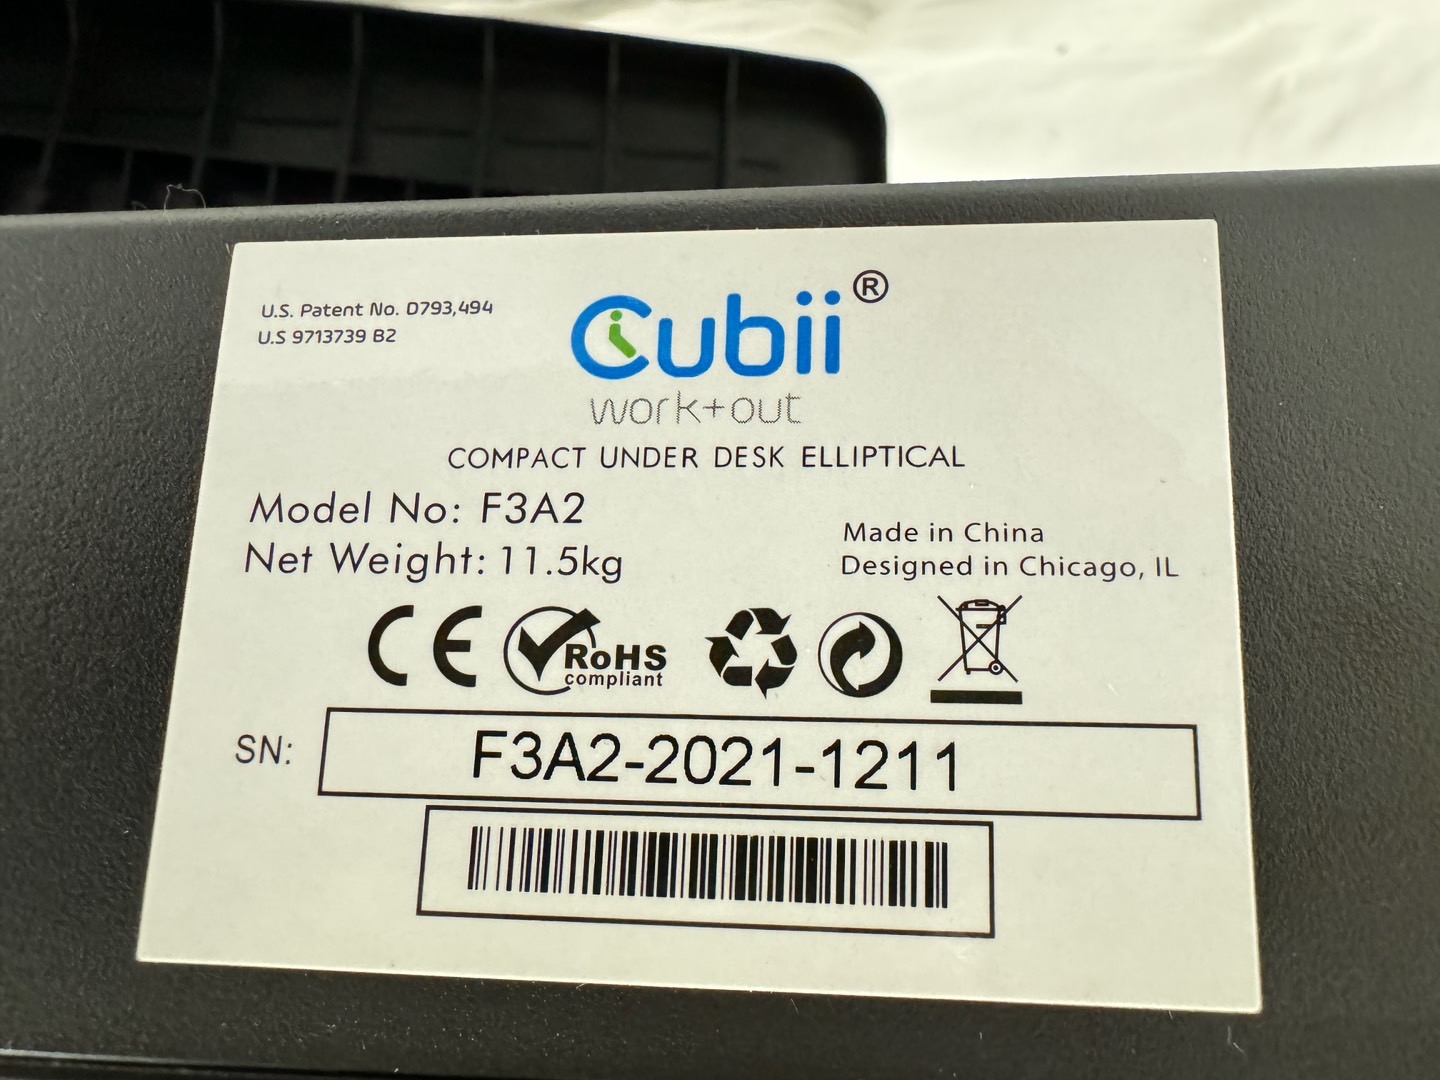 U.S. Patent No. D793,494
U.S 9713739 B2
Cubii®
work+out
COMPACT UNDER DESK ELLIPTICAL
Model No: F3A2
Net Weight: 11.5kg
Made in China
Designed in Chicago, IL
CE
RoHS
compliant
SN:
F3A2-2021-1211